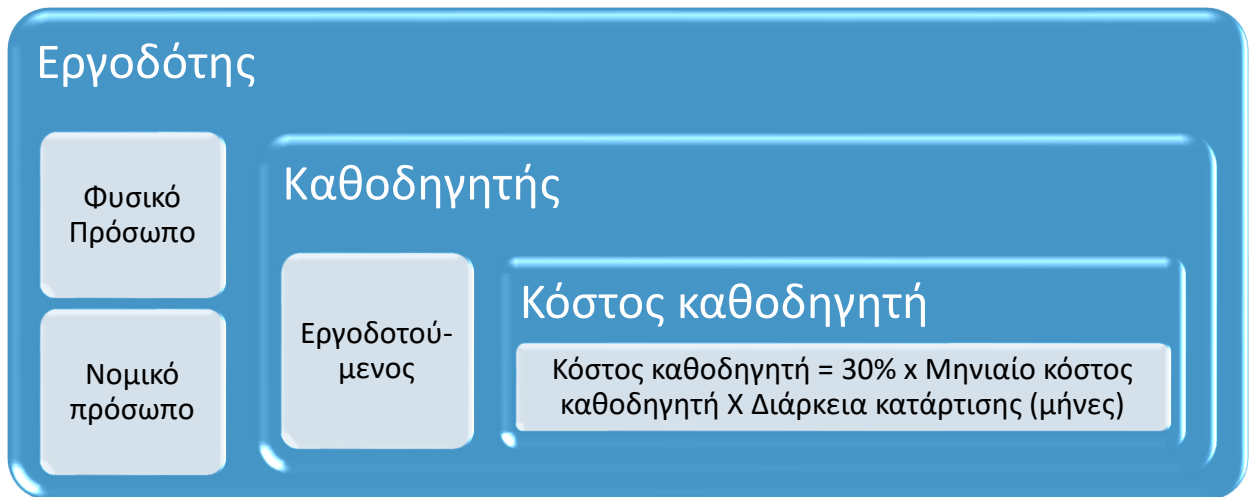 Εργοδότης
Φυσικό
Πρόσωπο
Νομικό
πρόσωπο
Καθοδηγητής
Εργοδοτού-
μενος
Κόστος καθοδηγητή
Κόστος καθοδηγητή = 30% x Μηνιαίο κόστος
καθοδηγητή Χ Διάρκεια κατάρτισης (μήνες)